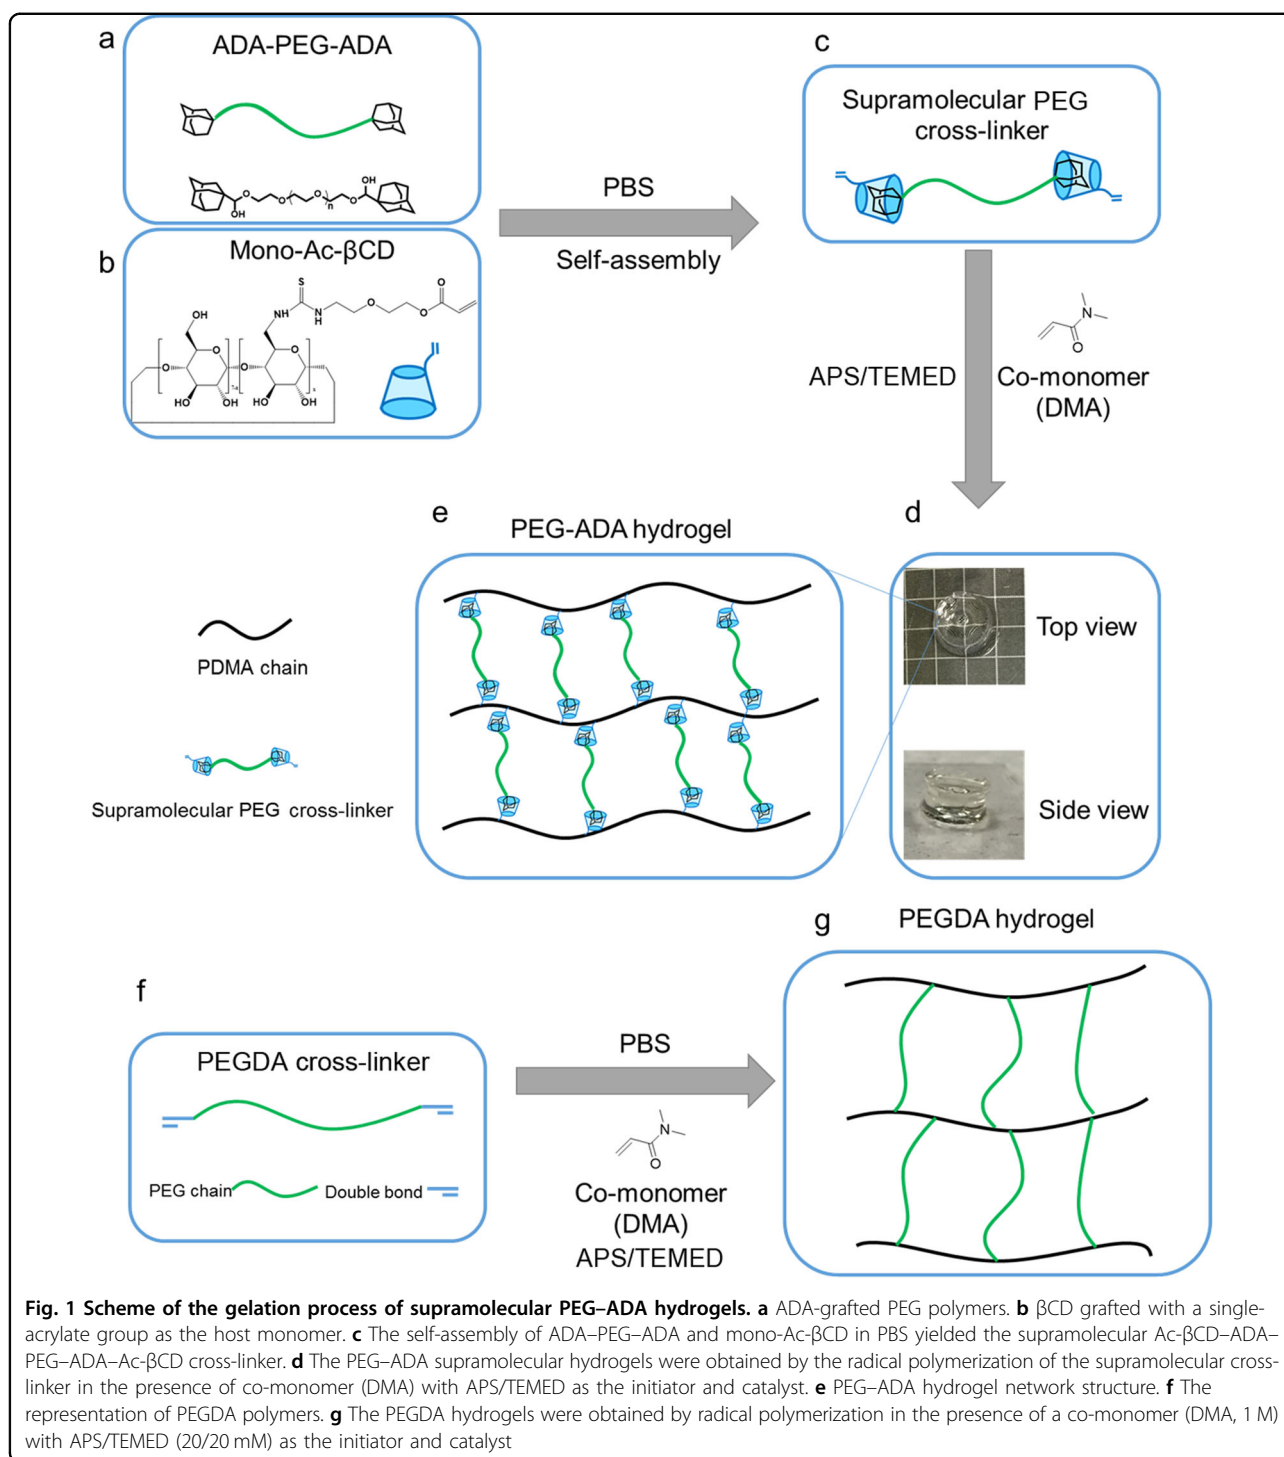 a
ADA-PEG-ADA
OH
O
O
O
O
n
OH
b
Mono-Ac-βCD
S
O
NH
N
H
O
O
OH
O
O
O
O
O
HO
OH
HO
OH
PBS
Self-assembly
c
Supramolecular PEG
cross-linker
APS/TEMED
N
O
Co-monomer
(DMA)
e
PEG-ADA hydrogel
d
Top view
Side view
PDMA chain
Supramolecular PEG cross-linker
f
PEGDA cross-linker
PEG chain
Double bond
PBS
N
O
Co-monomer
(DMA)
APS/TEMED
g
PEGDA hydrogel
Fig. 1 Scheme of the gelation process of supramolecular PEG–ADA hydrogels. a ADA-grafted PEG polymers. b βCD grafted with a single-
acrylate group as the host monomer. c The self-assembly of ADA–PEG–ADA and mono-Ac-βCD in PBS yielded the supramolecular Ac-βCD–ADA–
PEG–ADA–Ac-βCD cross-linker. d The PEG–ADA supramolecular hydrogels were obtained by the radical polymerization of the supramolecular cross-
linker in the presence of co-monomer (DMA) with APS/TEMED as the initiator and catalyst. e PEG–ADA hydrogel network structure. f The
representation of PEGDA polymers. g The PEGDA hydrogels were obtained by radical polymerization in the presence of a co-monomer (DMA, 1 M)
with APS/TEMED (20/20 mM) as the initiator and catalyst